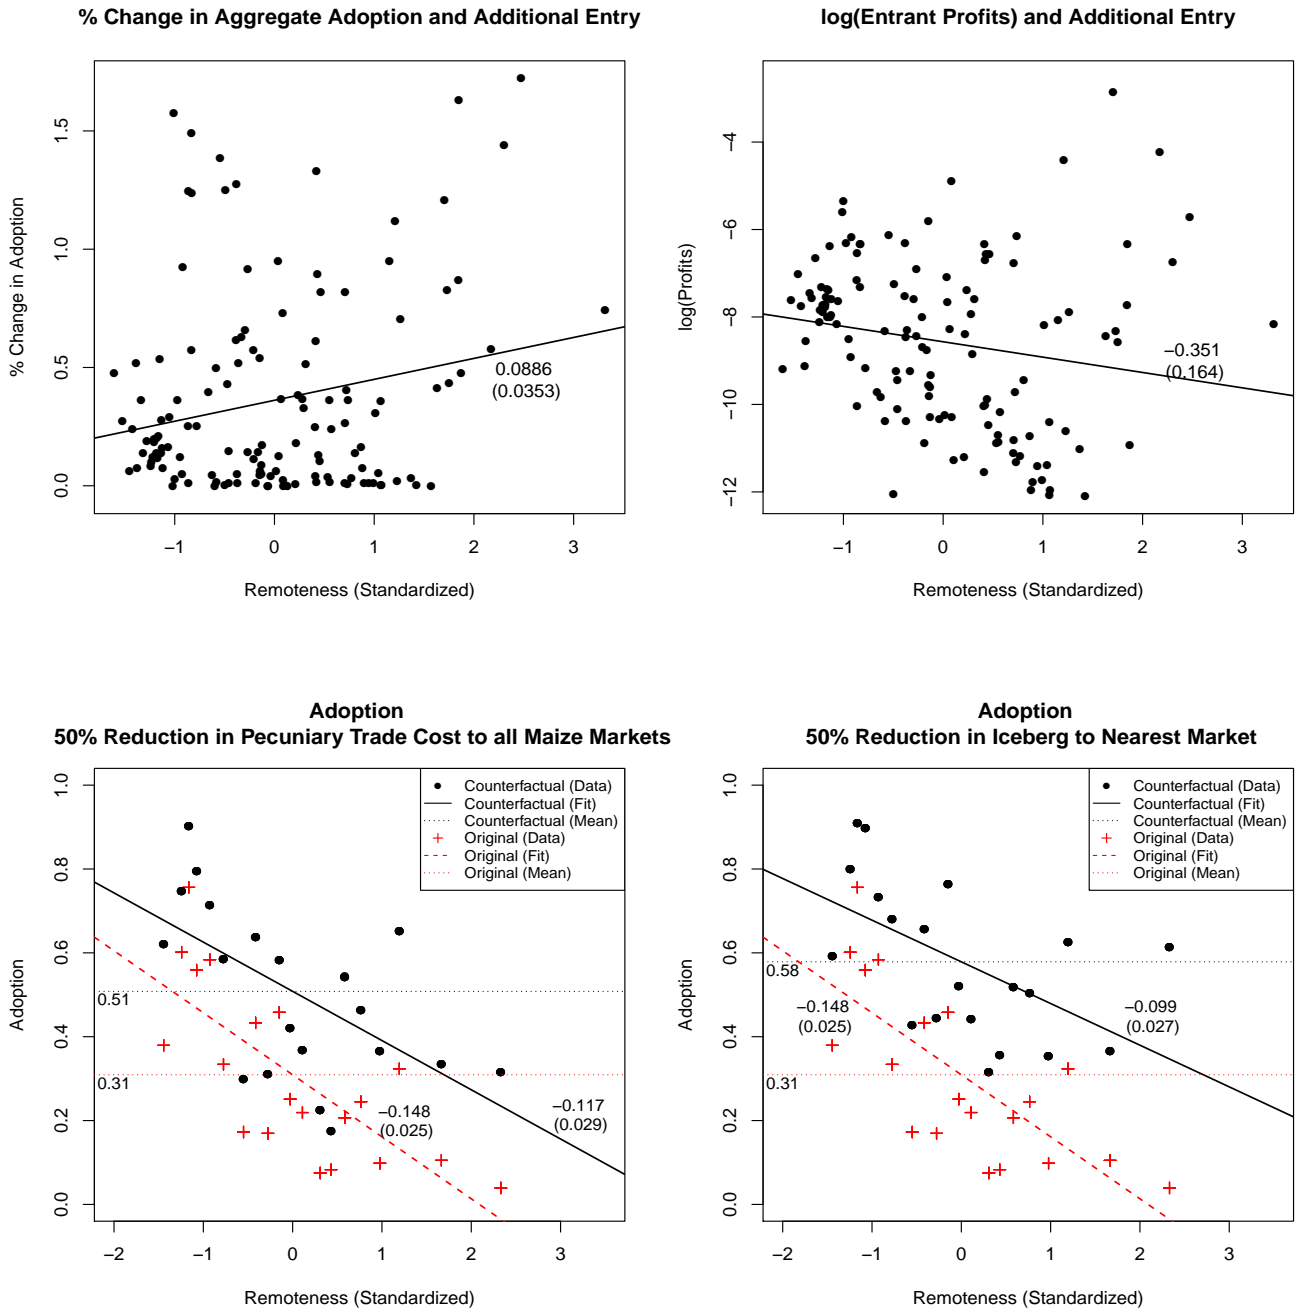 % Change in Aggregate Adoption and Additional Entry
% Change in Adoption
1.5
1.0
0.5
0.0
0.0886
(0.0353)
−1 0 1 2 3
Remoteness (Standardized)
log(Entrant Profits) and Additional Entry
log(Profits)
−4
−6
−8
−10
−12
−0.351
(0.164)
−1 0 1 2 3
Remoteness (Standardized)
Adoption
50% Reduction in Pecuniary Trade Cost to all Maize Markets
Adoption
1.0
0.8
0.6
0.4
0.2
0.0
Counterfactual (Data)
Counterfactual (Fit)
Counterfactual (Mean)
Original (Data)
Original (Fit)
Original (Mean)
0.51
0.31
−0.148
(0.025)
−0.117
(0.029)
−2 −1 0 1 2 3
Remoteness (Standardized)
Adoption
50% Reduction in Iceberg to Nearest Market
Adoption
1.0
0.8
0.6
0.4
0.2
0.0
Counterfactual (Data)
Counterfactual (Fit)
Counterfactual (Mean)
Original (Data)
Original (Fit)
Original (Mean)
0.58
0.31
−0.148
(0.025)
−0.099
(0.027)
−2 −1 0 1 2 3
Remoteness (Standardized)